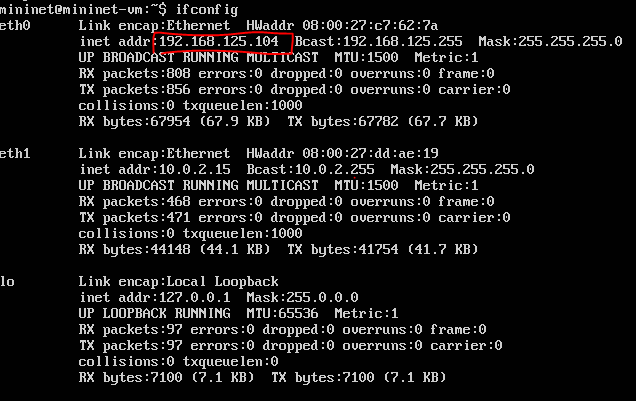 mininet@mininet-vm:~$ ifconfig
eth0 Link encap:Ethernet HWaddr 08:00:27:c7:62:7a
inet addr:192.168.125.104 Bcast:192.168.125.255 Mask:255.255.255.0
UP BROADCAST RUNNING MULTICAST MTU:1500 Metric:1
RX packets:808 errors:0 dropped:0 overruns:0 frame:0
TX packets:856 errors:0 dropped:0 overruns:0 carrier:0
collisions:0 txqueuelen:1000
RX bytes:67954 (67.9 KB) TX bytes:67782 (67.7 KB)
eth1 Link encap:Ethernet HWaddr 08:00:27:dd:ae:19
inet addr:10.0.2.15 Bcast:10.0.2.255 Mask:255.255.255.0
UP BROADCAST RUNNING MULTICAST MTU:1500 Metric:1
RX packets:468 errors:0 dropped:0 overruns:0 frame:0
TX packets:471 errors:0 dropped:0 overruns:0 carrier:0
collisions:0 txqueuelen:1000
RX bytes:44148 (44.1 KB) TX bytes:41754 (41.7 KB)
lo Link encap:Local Loopback
inet addr:127.0.0.1 Mask:255.0.0.0
UP LOOPBACK RUNNING MTU:65536 Metric:1
RX packets:97 errors:0 dropped:0 overruns:0 frame:0
TX packets:97 errors:0 dropped:0 overruns:0 carrier:0
collisions:0 txqueuelen:0
RX bytes:7100 (7.1 KB) TX bytes:7100 (7.1 KB)